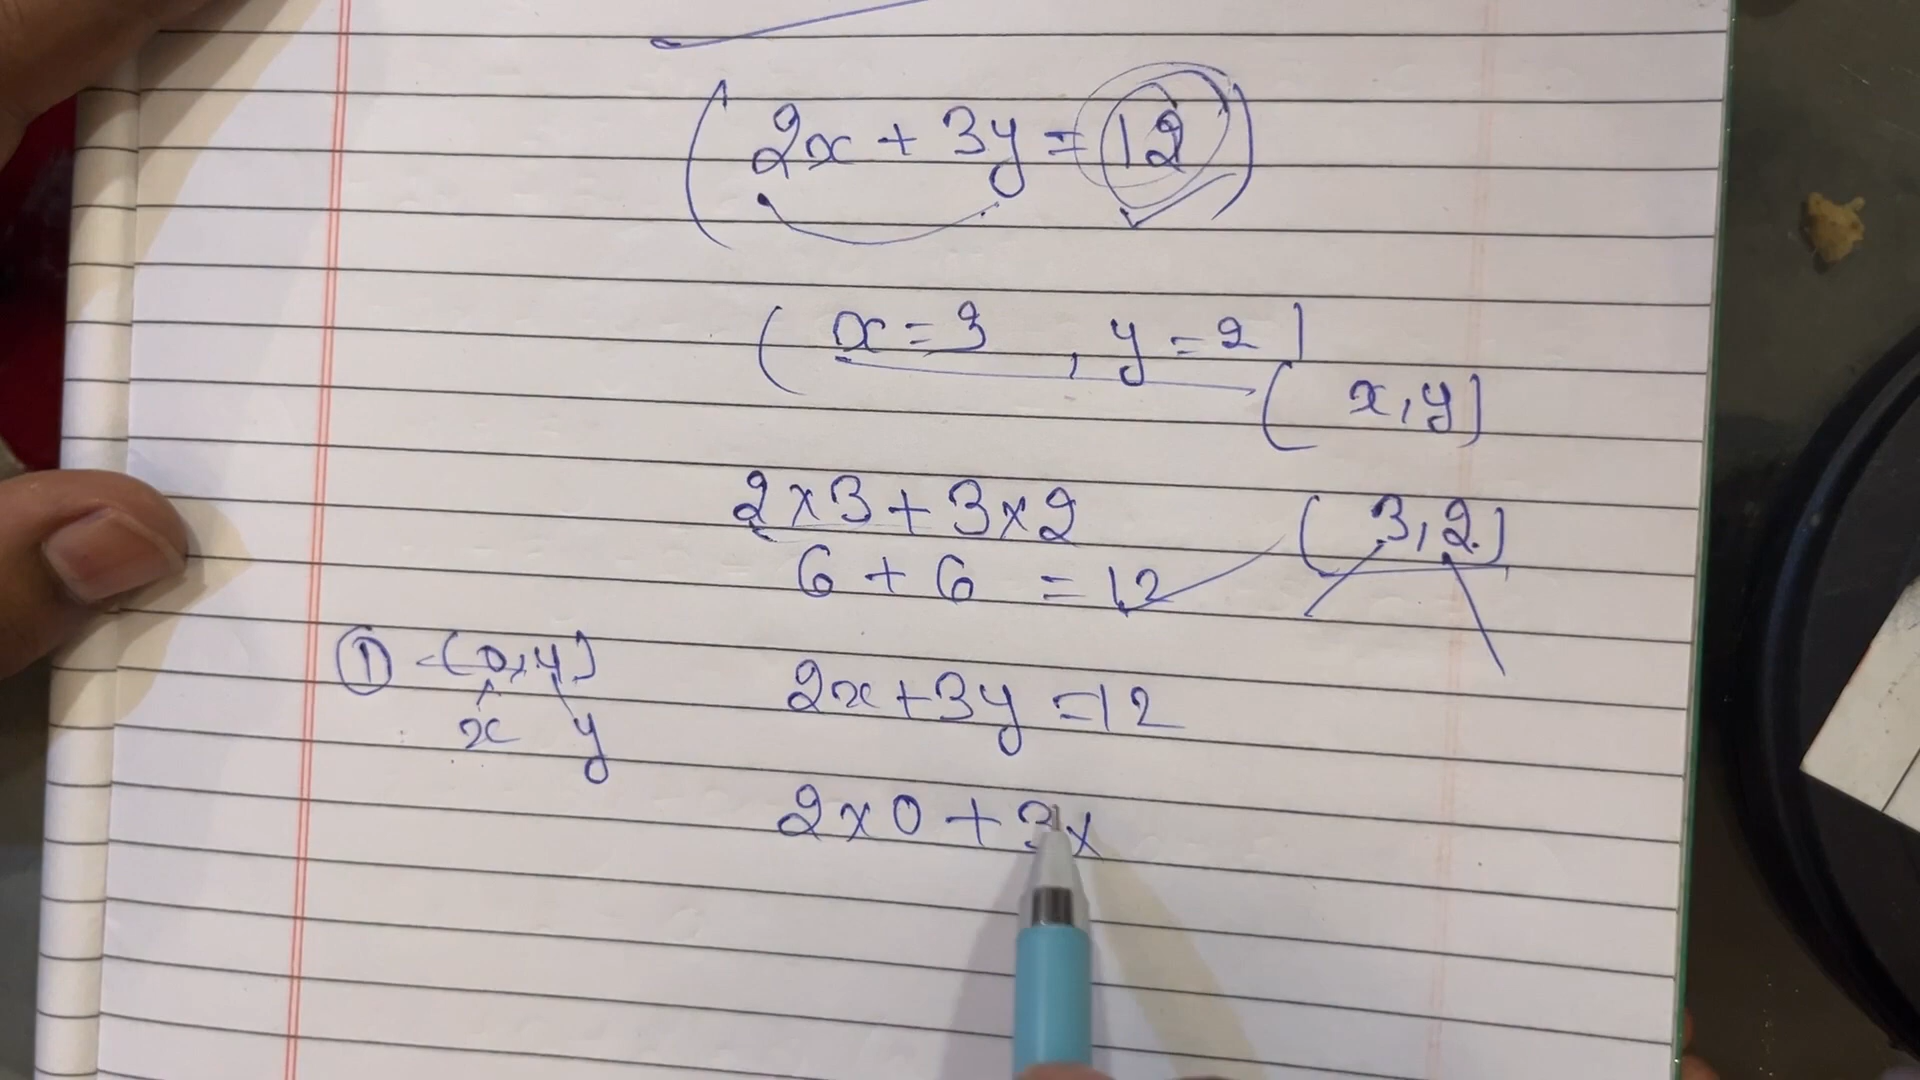 ( 2x + 3y = 12 )
( x = 3 , y = 2 )
( x, y )
2 x 3 + 3 x 2
( 3, 2 )
6 + 6 = 12
① - (0, 4)
2x + 3y = 12
x y
2 x 0 + 3 x